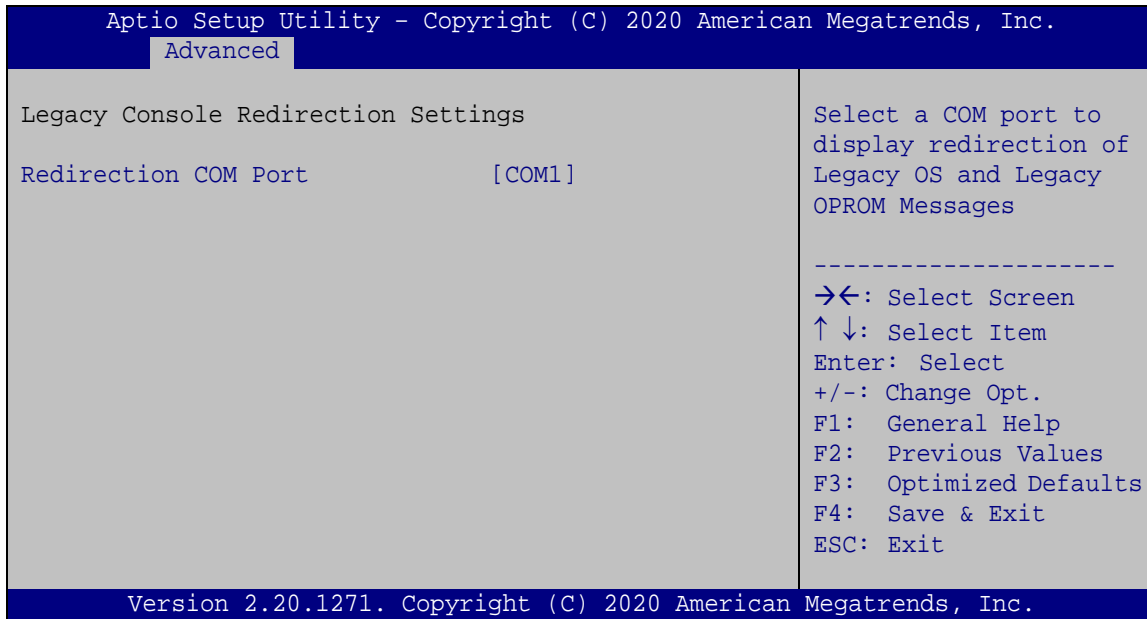 Aptio Setup Utility – Copyright (C) 2020 American Megatrends, Inc.
Advanced
Legacy Console Redirection Settings
Redirection COM Port [COM1]
Select a COM port to
display redirection of
Legacy OS and Legacy
OPROM Messages
---------------------
→←: Select Screen
↑ ↓: Select Item
Enter: Select
+/-: Change Opt.
F1: General Help
F2: Previous Values
F3: Optimized Defaults
F4: Save & Exit
ESC: Exit
Version 2.20.1271. Copyright (C) 2020 American Megatrends, Inc.